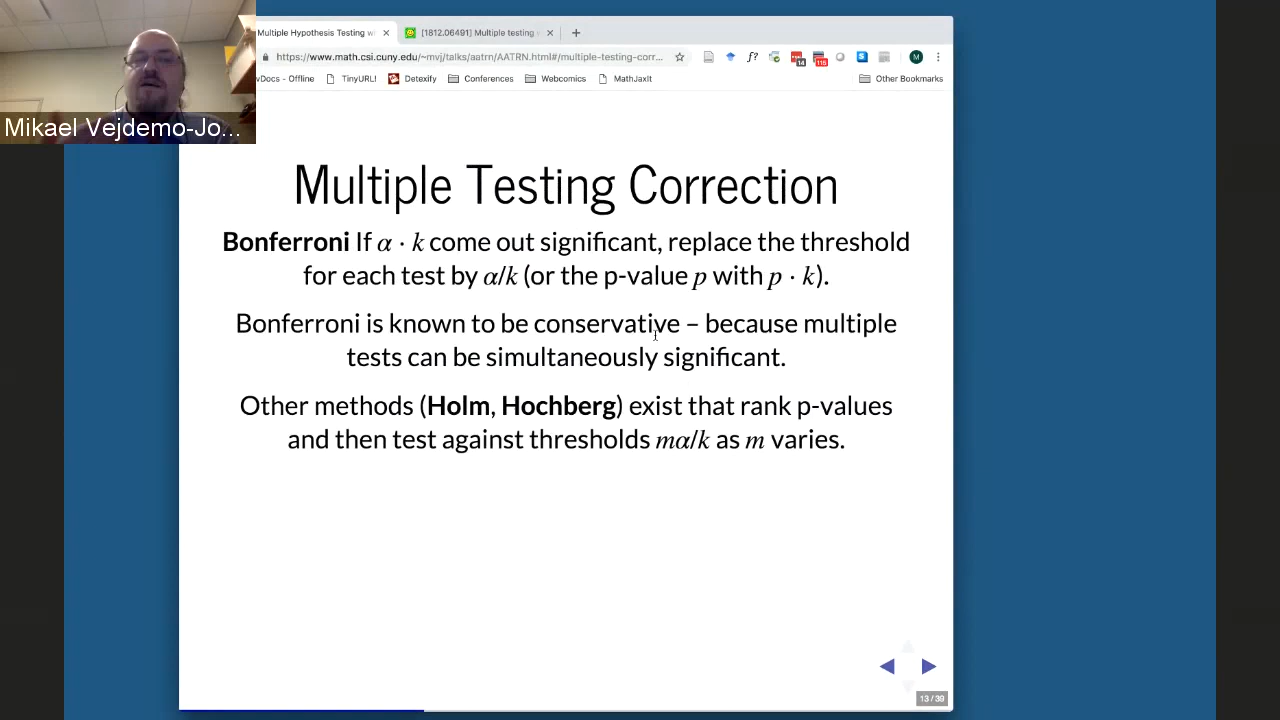 Multiple Hypothesis Testing w
[1812.06491] Multiple testing
https://www.math.csi.cuny.edu/~mvj/talks/aatrn/AATRN.html#/multiple-testing-corr...
14
115
M
vDocs - Offline
TinyURL!
Detexify
Conferences
Webcomics
MathJaxIt
Other Bookmarks
Mikael Vejdemo-Jo...
Multiple Testing Correction
Bonferroni If α · k come out significant, replace the threshold
for each test by α/k (or the p-value p with p · k).
Bonferroni is known to be conservative – because multiple
tests can be simultaneously significant.
Other methods (Holm, Hochberg) exist that rank p-values
and then test against thresholds mα/k as m varies.
13 / 39